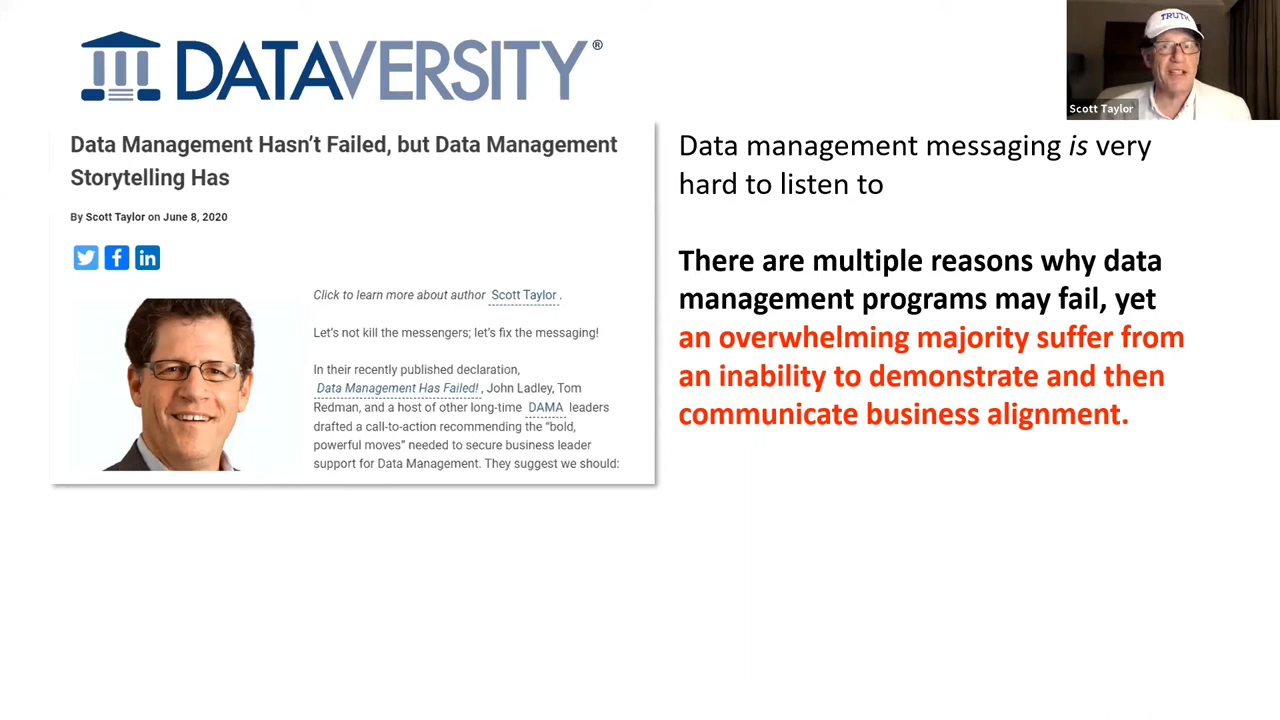 DATAVERSITY®
Data Management Hasn't Failed, but Data Management
Storytelling Has
By Scott Taylor on June 8, 2020
Click to learn more about author Scott Taylor .
Let's not kill the messengers; let's fix the messaging!
In their recently published declaration,
Data Management Has Failed! , John Ladley, Tom
Redman, and a host of other long-time DAMA leaders
drafted a call-to-action recommending the "bold,
powerful moves" needed to secure business leader
support for Data Management. They suggest we should:
Data management messaging is very
hard to listen to
There are multiple reasons why data
management programs may fail, yet
an overwhelming majority suffer from
an inability to demonstrate and then
communicate business alignment.
TRUTH
Scott Taylor